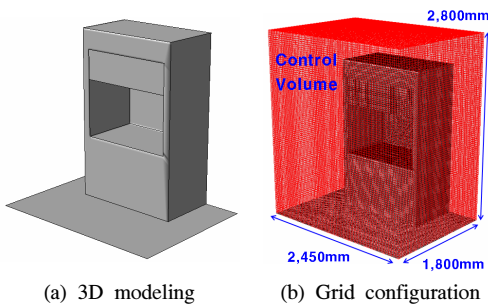 2,800mm
Control
Volume
2,450mm
1,800mm
(a) 3D modeling
(b) Grid configuration